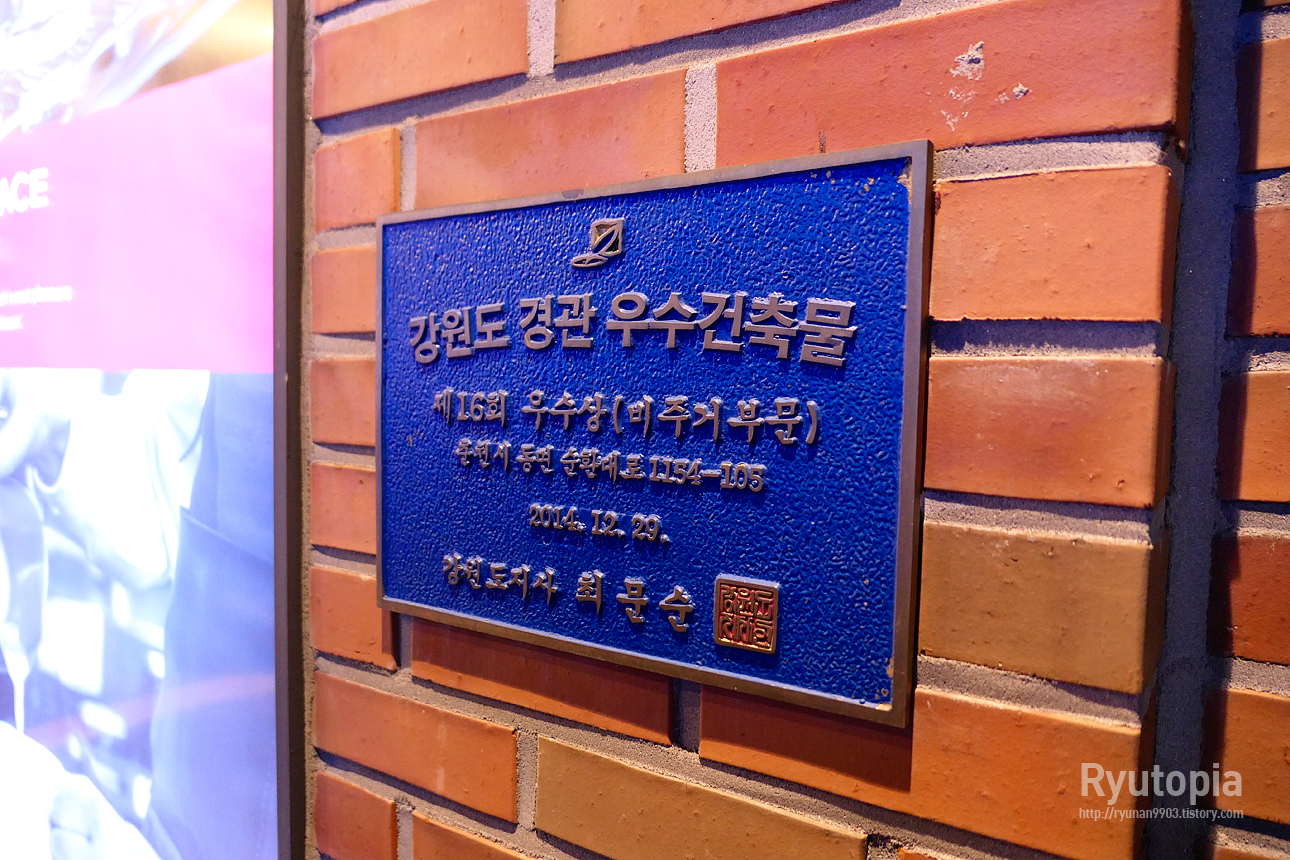 ACE
강원도 경관 우수건축물
제16회 우수상(비주거부문)
춘천시 동면 순환대로 1154-105
2014. 12. 29.
강원도지사 최문순
Ryutopia
http://ryunan9903.tistory.com